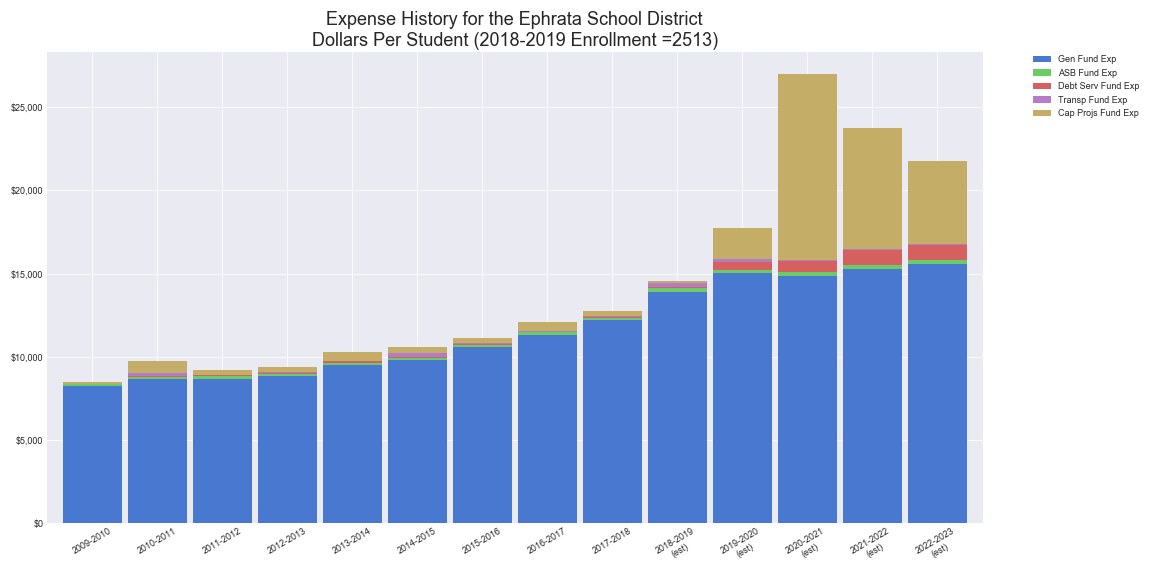 Expense History for the Ephrata School District
Dollars Per Student (2018-2019 Enrollment =2513)
Gen Fund Exp
ASB Fund Exp
Debt Serv Fund Exp
Transp Fund Exp
Cap Projs Fund Exp
$25,000
$20,000
$15,000
$10,000
$5,000
$0
2009-2010
2010-2011
2011-2012
2012-2013
2013-2014
2014-2015
2015-2016
2016-2017
2017-2018
2018-2019
(est)
2019-2020
(est)
2020-2021
(est)
2021-2022
(est)
2022-2023
(est)